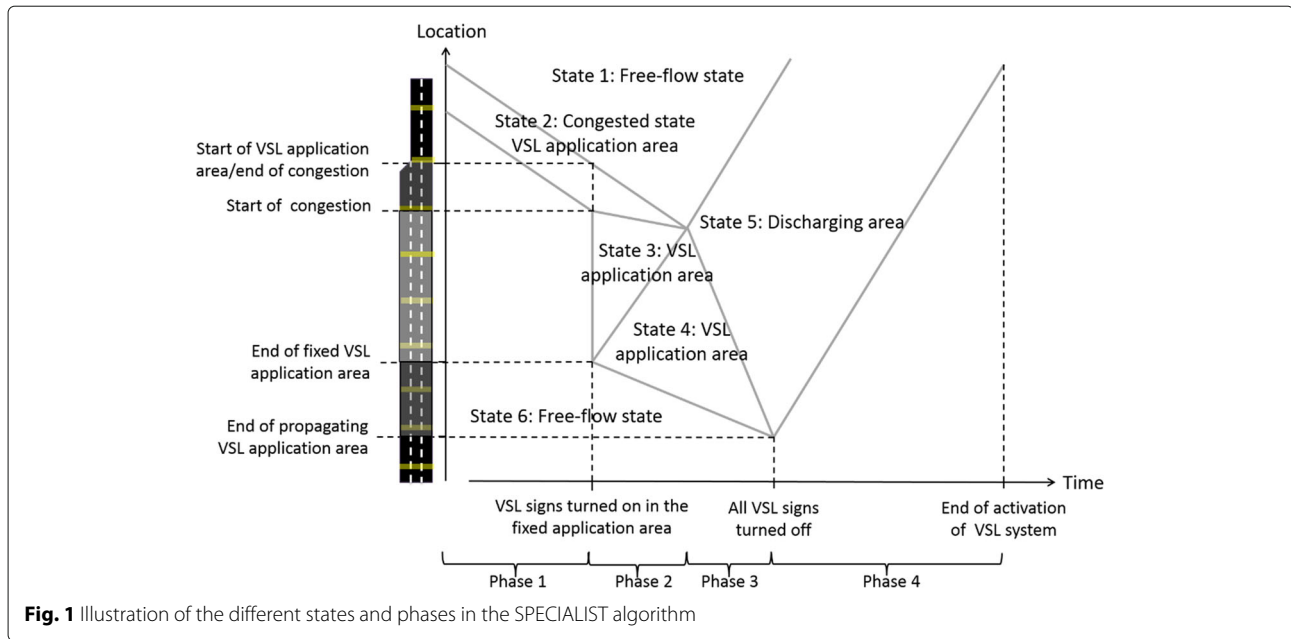 Location
State 1: Free-flow state
State 2: Congested state
VSL application area
Start of VSL application
area/end of congestion
Start of congestion
State 5: Discharging area
State 3: VSL
application area
State 4: VSL
application area
End of fixed VSL
application area
State 6: Free-flow state
End of propagating
VSL application area
Time
VSL signs turned on in the
fixed application area
All VSL signs
turned off
End of activation
of VSL system
Phase 1
Phase 2
Phase 3
Phase 4
Fig. 1 Illustration of the different states and phases in the SPECIALIST algorithm